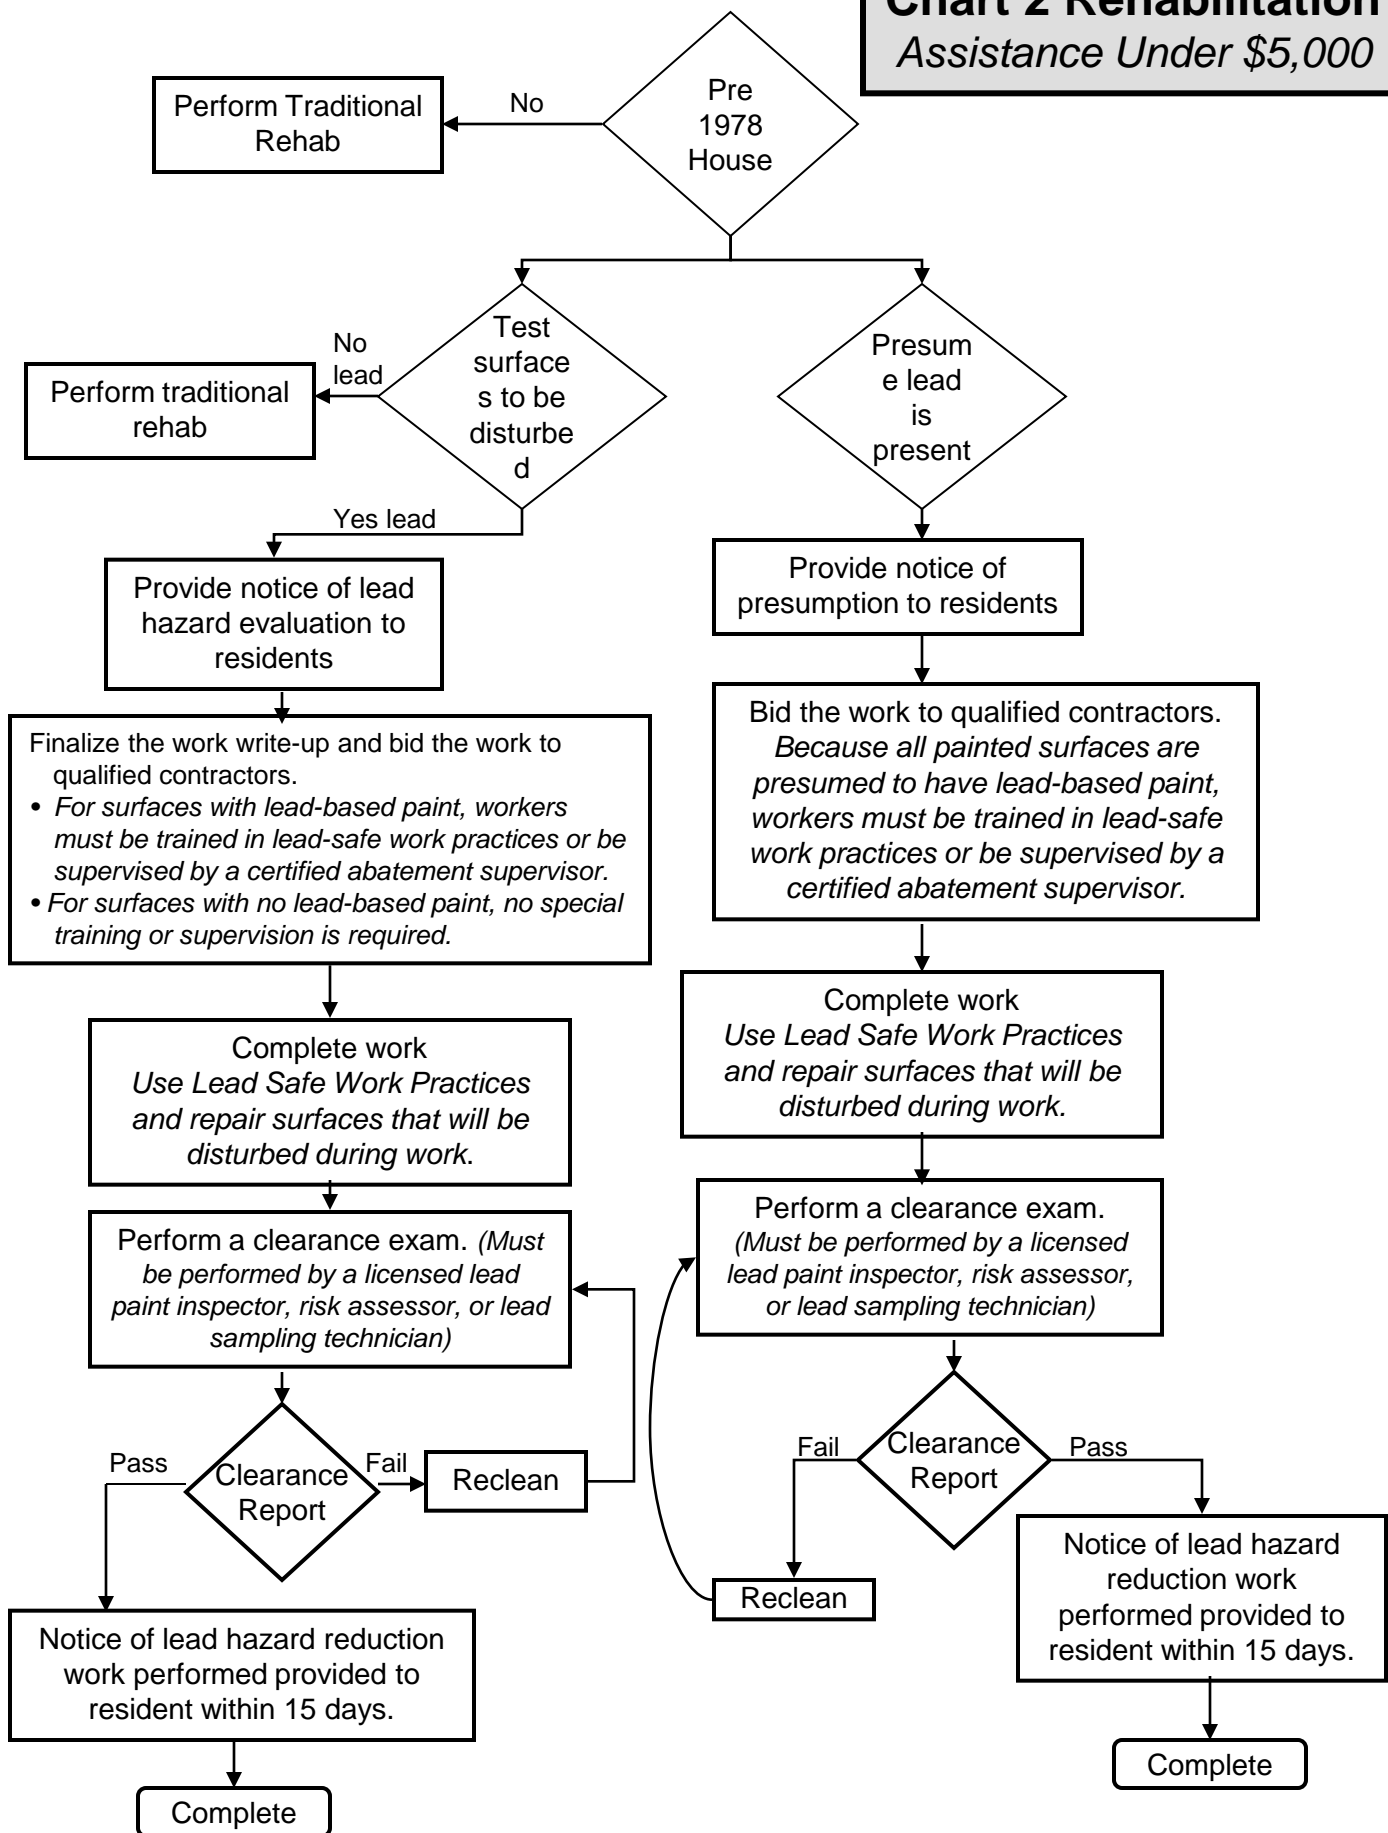 Chart 2 Rehabilitation
Assistance Under $5,000
Pre
1978
House
No
Perform Traditional
Rehab
Test
surface
s to be
disturbe
d
No
lead
Perform traditional
rehab
Presum
e lead
is
present
Yes lead
Provide notice of lead
hazard evaluation to
residents
Provide notice of
presumption to residents
Finalize the work write-up and bid the work to
qualified contractors.
• For surfaces with lead-based paint, workers
must be trained in lead-safe work practices or be
supervised by a certified abatement supervisor.
• For surfaces with no lead-based paint, no special
training or supervision is required.
Bid the work to qualified contractors.
Because all painted surfaces are
presumed to have lead-based paint,
workers must be trained in lead-safe
work practices or be supervised by a
certified abatement supervisor.
Complete work
Use Lead Safe Work Practices
and repair surfaces that will be
disturbed during work.
Complete work
Use Lead Safe Work Practices
and repair surfaces that will be
disturbed during work.
Perform a clearance exam. (Must
be performed by a licensed lead
paint inspector, risk assessor, or lead
sampling technician)
Perform a clearance exam.
(Must be performed by a licensed
lead paint inspector, risk assessor,
or lead sampling technician)
Pass
Clearance
Report
Fail
Reclean
Fail
Clearance
Report
Pass
Reclean
Notice of lead hazard reduction
work performed provided to
resident within 15 days.
Notice of lead hazard
reduction work
performed provided to
resident within 15 days.
Complete
Complete